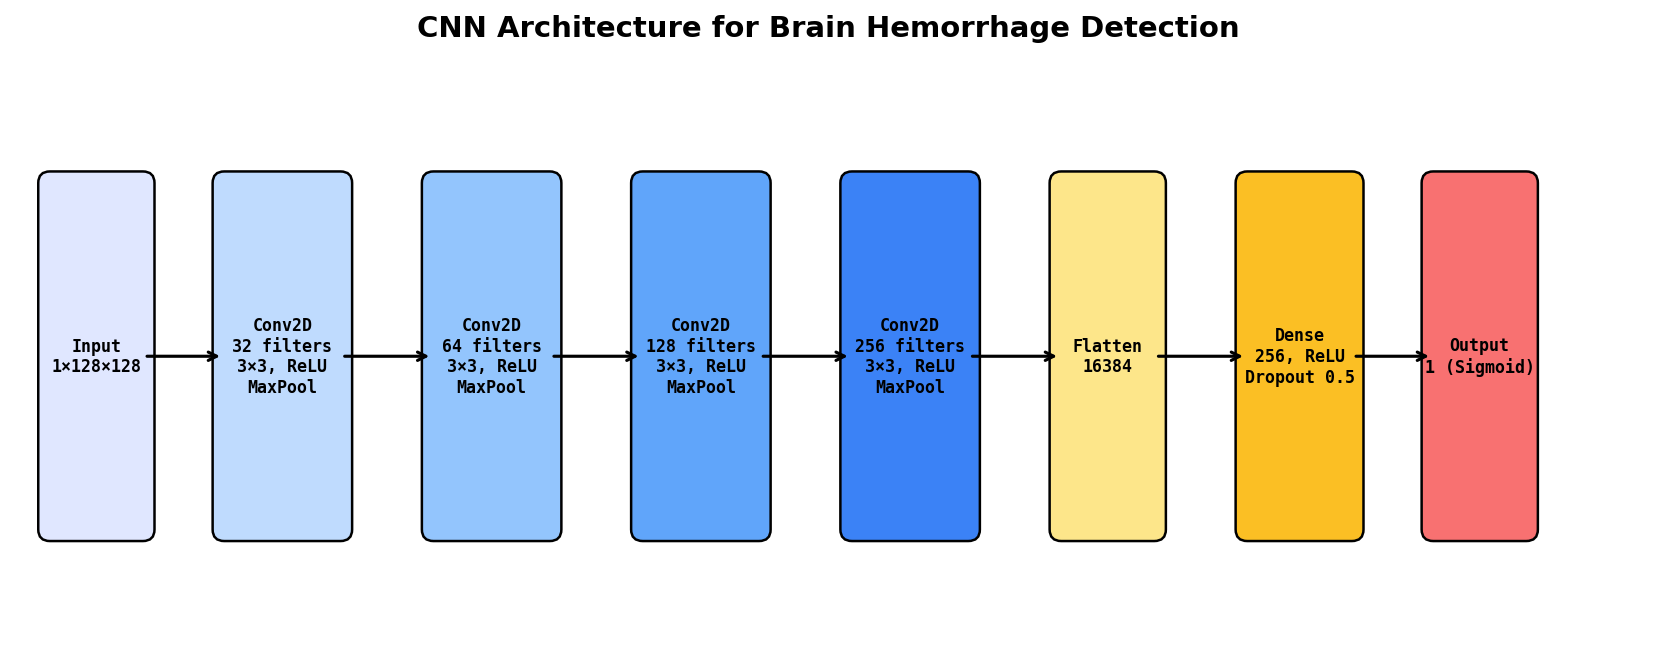 CNN Architecture for Brain Hemorrhage Detection
Input
1×128×128
Conv2D
32 filters
3×3, ReLU
MaxPool
Conv2D
64 filters
3×3, ReLU
MaxPool
Conv2D
128 filters
3×3, ReLU
MaxPool
Conv2D
256 filters
3×3, ReLU
MaxPool
Flatten
16384
Dense
256, ReLU
Dropout 0.5
Output
1 (Sigmoid)